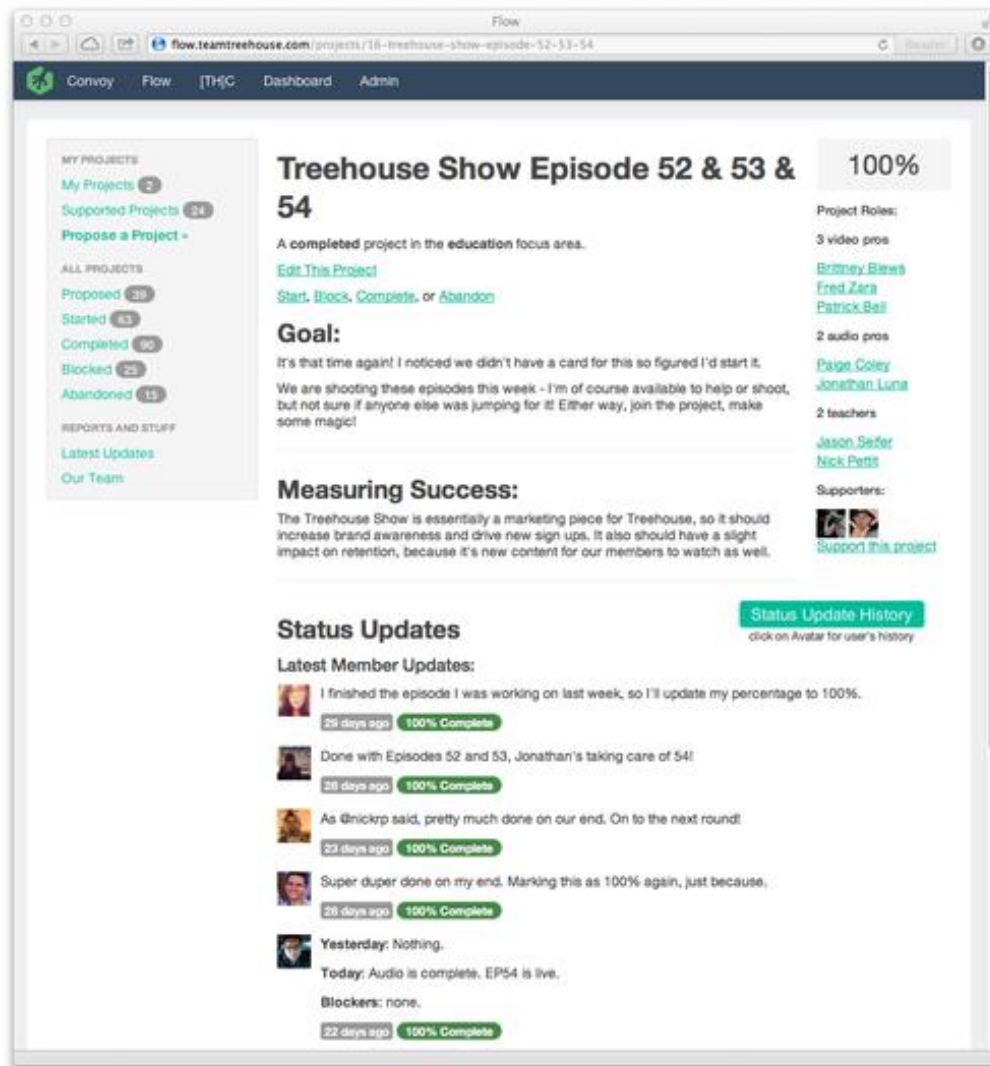 Flow
flow.teamtreehouse.com/projects/16-treehouse-show-episode-52-53-54
Reader
Convoy Flow [TH]C Dashboard Admin
MY PROJECTS
My Projects 2
Supported Projects 24
Propose a Project »
ALL PROJECTS
Proposed 39
Started 63
Completed 90
Blocked 25
Abandoned 15
REPORTS AND STUFF
Latest Updates
Our Team
Treehouse Show Episode 52 & 53 &
54
A completed project in the education focus area.
Edit This Project
Start, Block, Complete, or Abandon
Goal:
It's that time again! I noticed we didn't have a card for this so figured I'd start it.
We are shooting these episodes this week - I'm of course available to help or shoot,
but not sure if anyone else was jumping for it! Either way, join the project, make
some magic!
Measuring Success:
The Treehouse Show is essentially a marketing piece for Treehouse, so it should
increase brand awareness and drive new sign ups. It also should have a slight
impact on retention, because it's new content for our members to watch as well.
100%
Project Roles:
3 video pros
Brittney Blews
Fred Zara
Patrick Bell
2 audio pros
Paige Coley
Jonathan Luna
2 teachers
Jason Seifer
Nick Pettit
Supporters:
Support this project
Status Updates
Status Update History
click on Avatar for user's history
Latest Member Updates:
I finished the episode I was working on last week, so I'll update my percentage to 100%.
29 days ago 100% Complete
Done with Episodes 52 and 53, Jonathan's taking care of 54!
26 days ago 100% Complete
As @nickrp said, pretty much done on our end. On to the next round!
23 days ago 100% Complete
Super duper done on my end. Marking this as 100% again, just because.
28 days ago 100% Complete
Yesterday: Nothing.
Today: Audio is complete. EP54 is live.
Blockers: none.
22 days ago 100% Complete